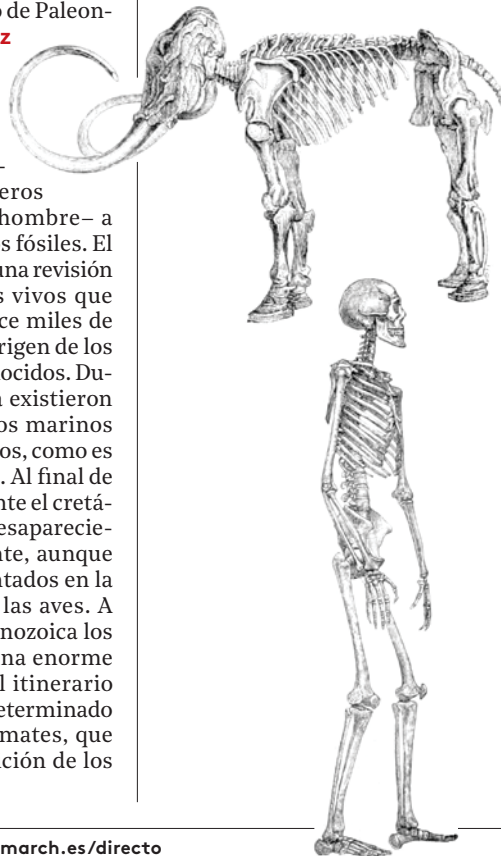 o de Paleon-
z
-
eros
hombre– a
s fósiles. El
una revisión
s vivos que
ce miles de
rigen de los
ocidos. Du-
a existieron
os marinos
os, como es
. Al final de
nte el cretá-
esaparecie-
nte, aunque
ntados en la
las aves. A
nozoica los
na enorme
l itinerario
eterminado
mates, que
ción de los
march.es/directo